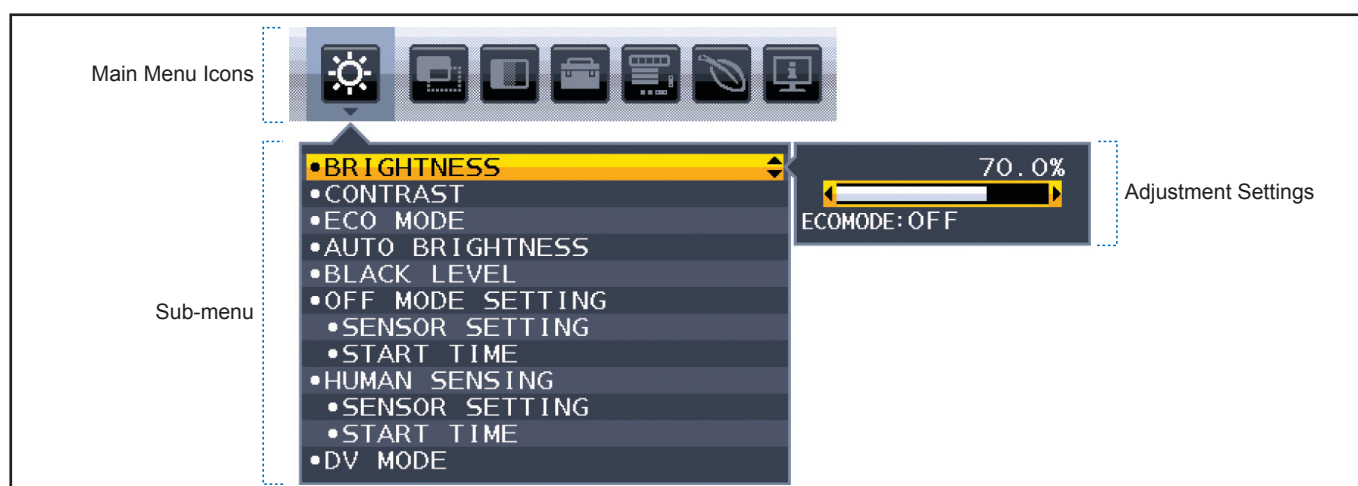 Main Menu Icons
•BRIGHTNESS
•CONTRAST
•ECO MODE
•AUTO BRIGHTNESS
•BLACK LEVEL
•OFF MODE SETTING
•SENSOR SETTING
•START TIME
•HUMAN SENSING
•SENSOR SETTING
•START TIME
•DV MODE
70.0%
ECOMODE:OFF
Adjustment Settings
Sub-menu